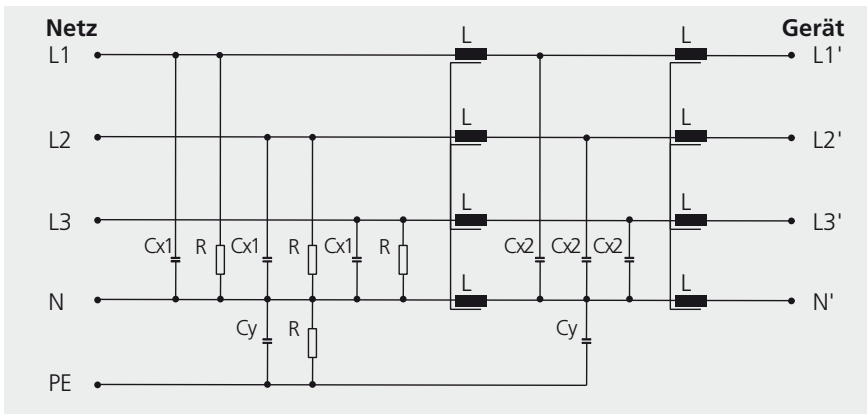 Netz Gerät
L1 L L L1'
L2 L L L2'
L3 L L L3'
Cx1 R Cx1 R Cx1 R Cx2 Cx2 Cx2
N L L N'
Cy R Cy
PE